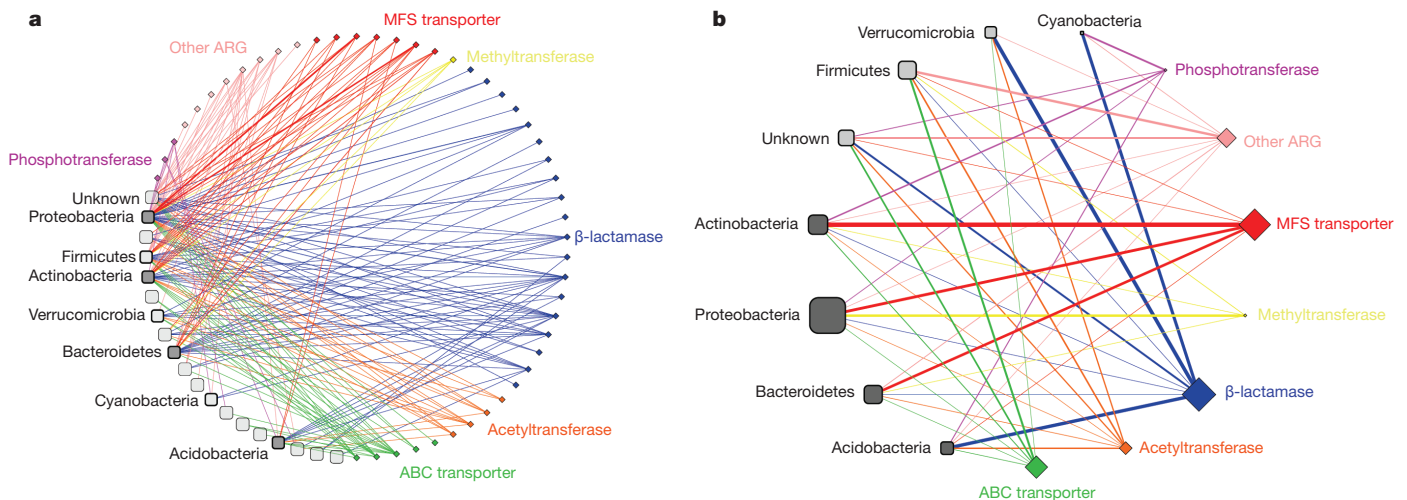 a
MFS transporter
Other ARG
Methyltransferase
Phosphotransferase
Unknown
Proteobacteria
β-lactamase
Firmicutes
Actinobacteria
Verrucomicrobia
Bacteroidetes
Cyanobacteria
Acetyltransferase
Acidobacteria
ABC transporter
b
Cyanobacteria
Verrucomicrobia
Firmicutes
Phosphotransferase
Unknown
Other ARG
Actinobacteria
MFS transporter
Proteobacteria
Methyltransferase
Bacteroidetes
β-lactamase
Acidobacteria
Acetyltransferase
ABC transporter